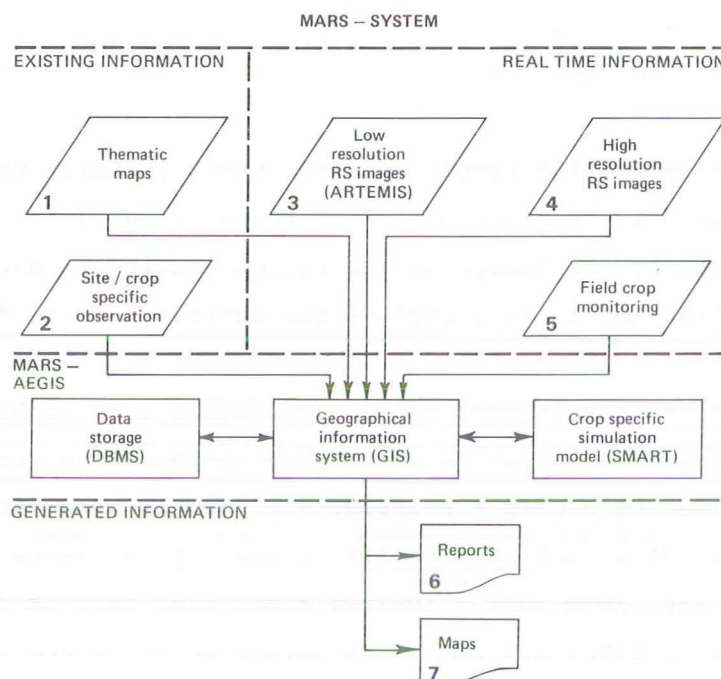 MARS – SYSTEM
EXISTING INFORMATION
REAL TIME INFORMATION
Thematic
maps
1
Low
resolution
RS images
(ARTEMIS)
3
High
resolution
RS images
4
Site / crop
specific
observation
2
Field crop
monitoring
5
MARS –
AEGIS
Data
storage
(DBMS)
Geographical
information
system (GIS)
Crop specific
simulation
model (SMART)
GENERATED INFORMATION
Reports
6
Maps
7